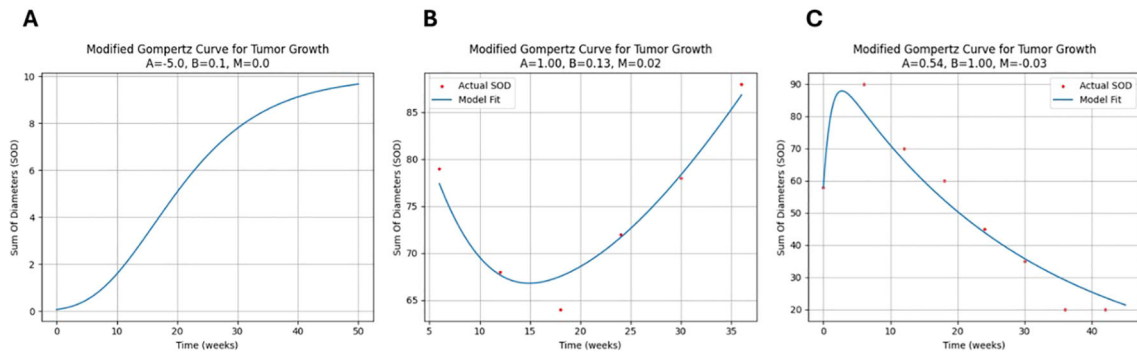 A
Modified Gompertz Curve for Tumor Growth
A=-5.0, B=0.1, M=0.0
10
8
6
4
2
0
Sum Of Diameters (SOD)
0 10 20 30 40 50
Time (weeks)
B
Modified Gompertz Curve for Tumor Growth
A=1.00, B=0.13, M=0.02
Actual SOD
Model Fit
85
80
75
70
65
Sum Of Diameters (SOD)
5 10 15 20 25 30 35
Time (weeks)
C
Modified Gompertz Curve for Tumor Growth
A=0.54, B=1.00, M=-0.03
Actual SOD
Model Fit
90
80
70
60
50
40
30
20
Sum Of Diameters (SOD)
0 10 20 30 40
Time (weeks)